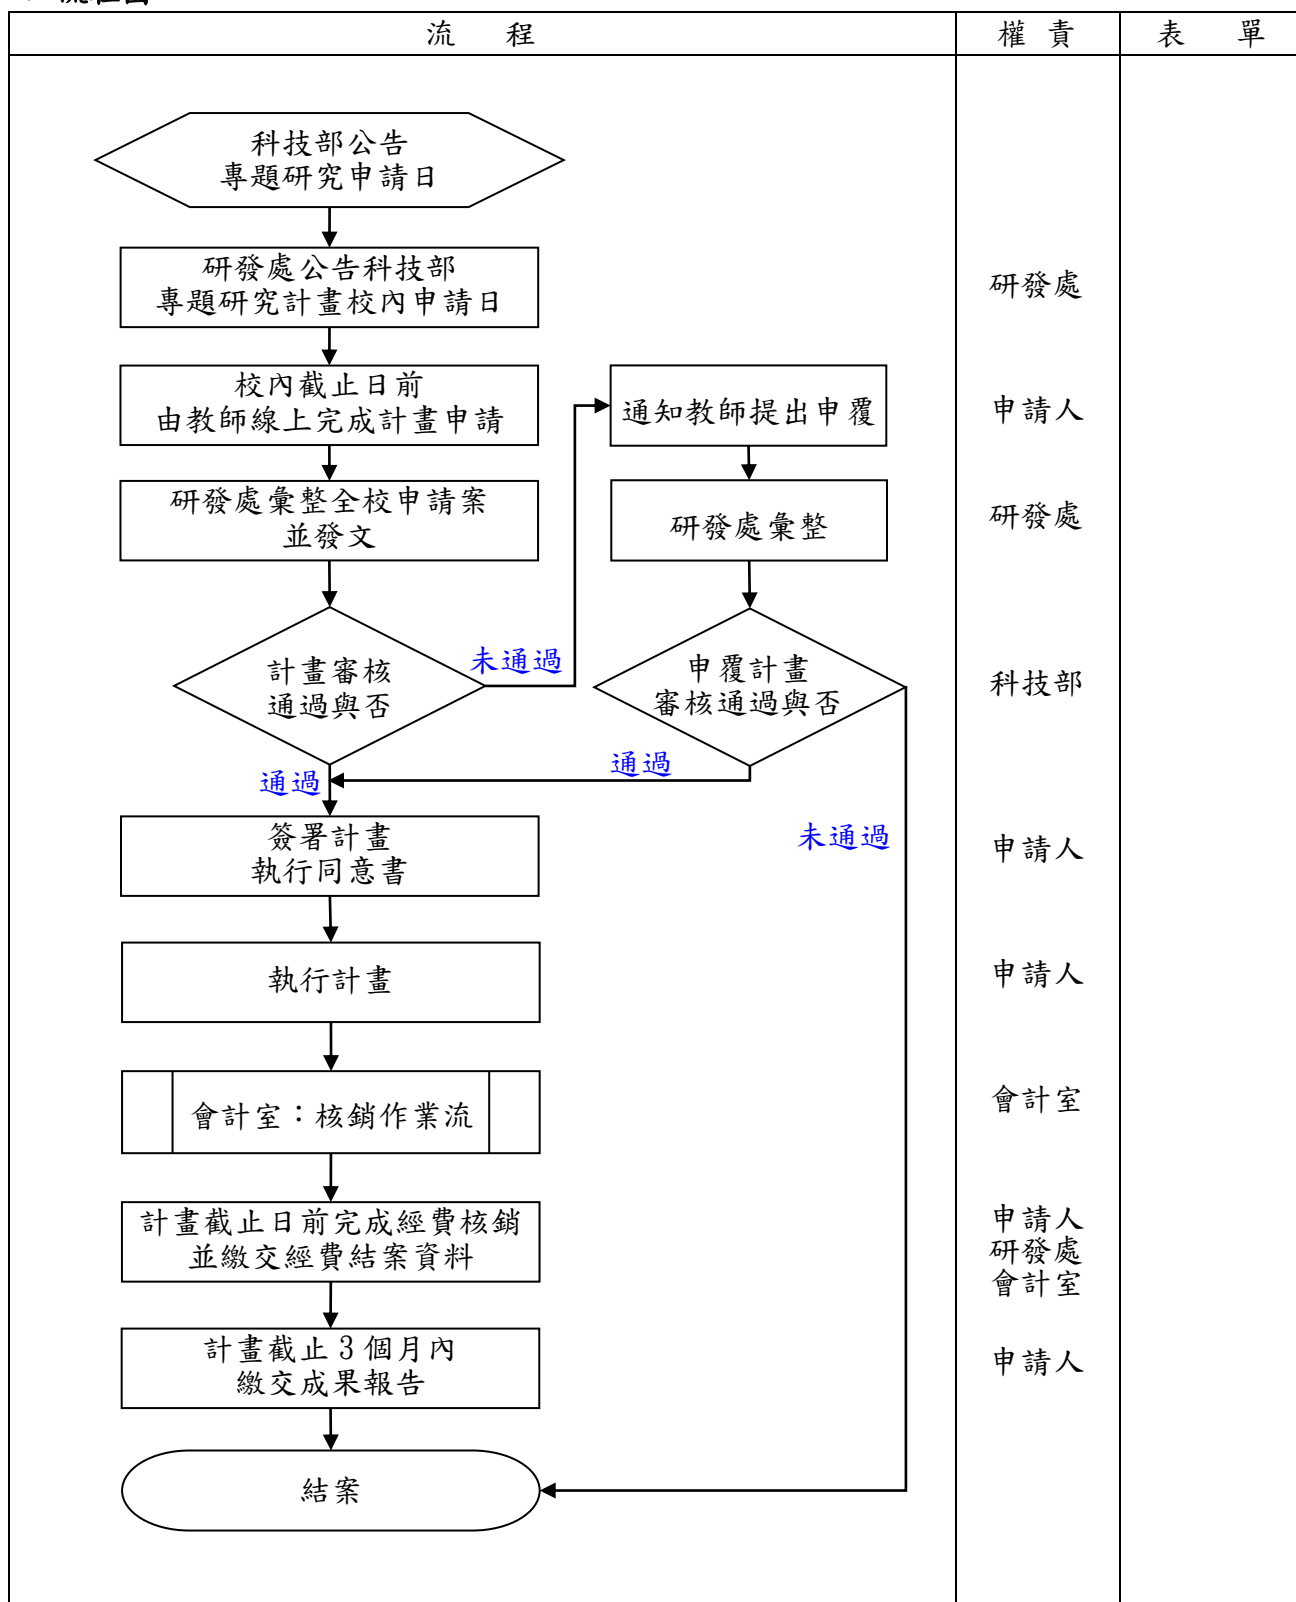 流 程
權 責
表 單
科技部公告
專題研究申請日
研發處公告科技部
專題研究計畫校內申請日
研發處
校內截止日前
由教師線上完成計畫申請
通知教師提出申覆
申請人
研發處彙整全校申請案
並發文
研發處彙整
研發處
計畫審核
通過與否
未通過
申覆計畫
審核通過與否
科技部
通過
通過
簽署計畫
執行同意書
未通過
申請人
執行計畫
申請人
會計室：核銷作業流
會計室
計畫截止日前完成經費核銷
並繳交經費結案資料
申請人
研發處
會計室
計畫截止 3 個月內
繳交成果報告
申請人
結案